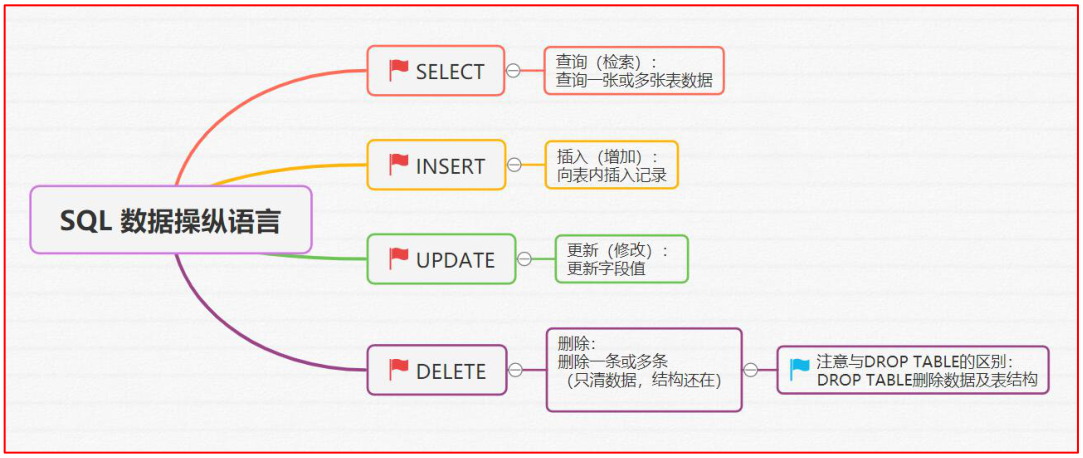 SELECT
查询（检索）：
查询一张或多张表数据
INSERT
插入（增加）：
向表内插入记录
SQL 数据操纵语言
UPDATE
更新（修改）：
更新字段值
DELETE
删除：
删除一条或多条
（只清数据，结构还在）
注意与DROP TABLE的区别：
DROP TABLE删除数据及表结构